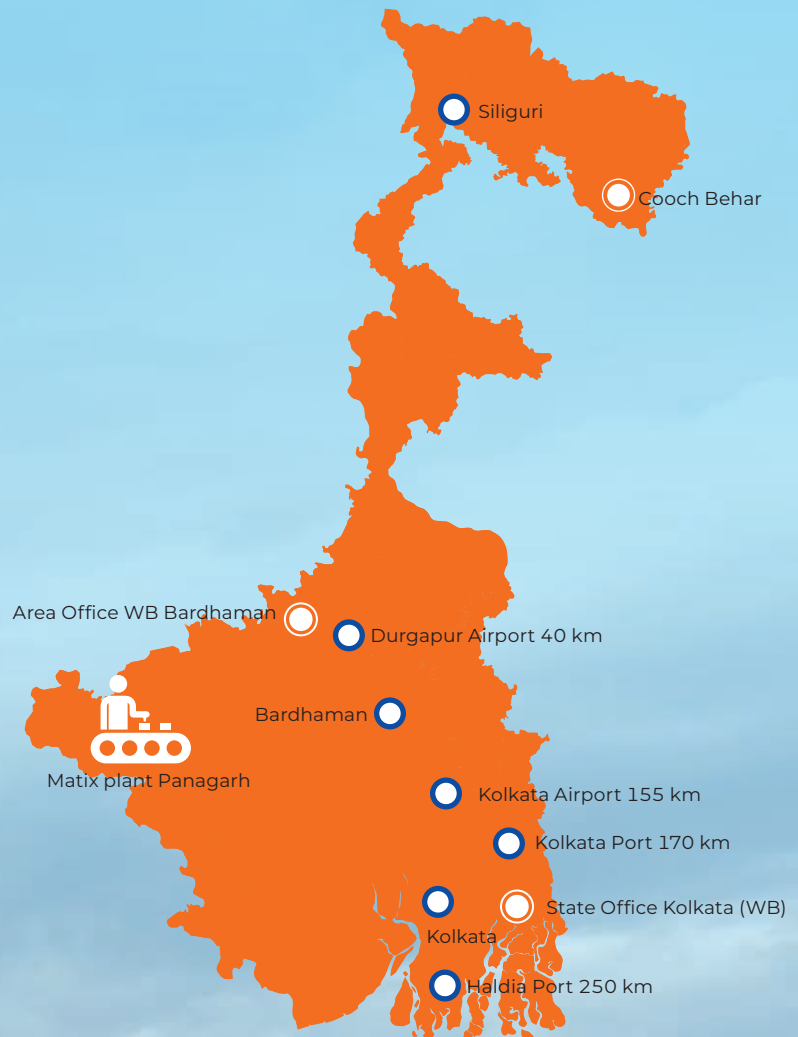 Siliguri
Cooch Behar
Area Office WB Bardhaman
Durgapur Airport 40 km
Bardhaman
Matix plant Panagarh
Kolkata Airport 155 km
Kolkata Port 170 km
State Office Kolkata (WB)
Kolkata
Haldia Port 250 km